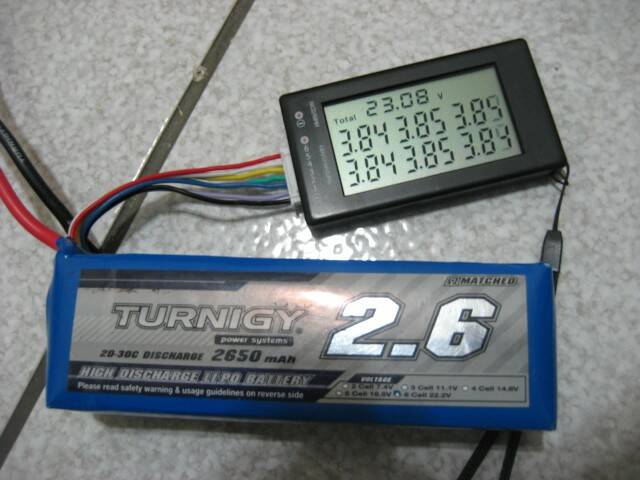 Total 23.08 V
3.84 3.85
3.84 3.85 3.84
MATCHED
TURNIGY
power systems
2.6
20-30C DISCHARGE 2650 mAh
HIGH DISCHARGE LI-PO BATTERY
Please read safety warning & usage guidelines on reverse side
VOLTAGE
2 Cell 7.4V 3 Cell 11.1V 4 Cell 14.8V
5 Cell 18.5V 6 Cell 22.2V